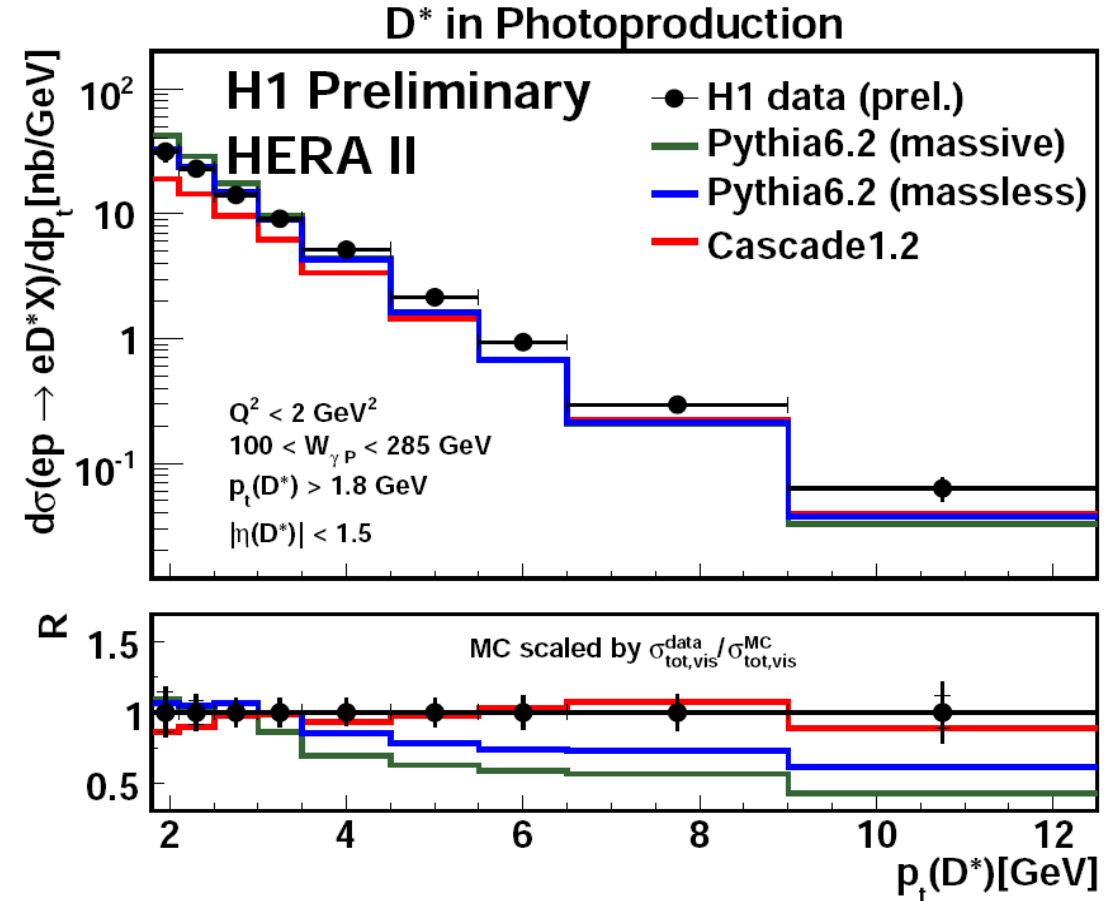 D* in Photoproduction
dσ(ep → eD*X)/dpₜ[nb/GeV]
10²
10
1
10⁻¹
H1 Preliminary
HERA II
H1 data (prel.)
Pythia6.2 (massive)
Pythia6.2 (massless)
Cascade1.2
Q² < 2 GeV²
100 < W_γP < 285 GeV
pₜ(D*) > 1.8 GeV
|η(D*)| < 1.5
R
1.5
1
0.5
MC scaled by σ^data_tot,vis/σ^MC_tot,vis
2 4 6 8 10 12
pₜ(D*)[GeV]